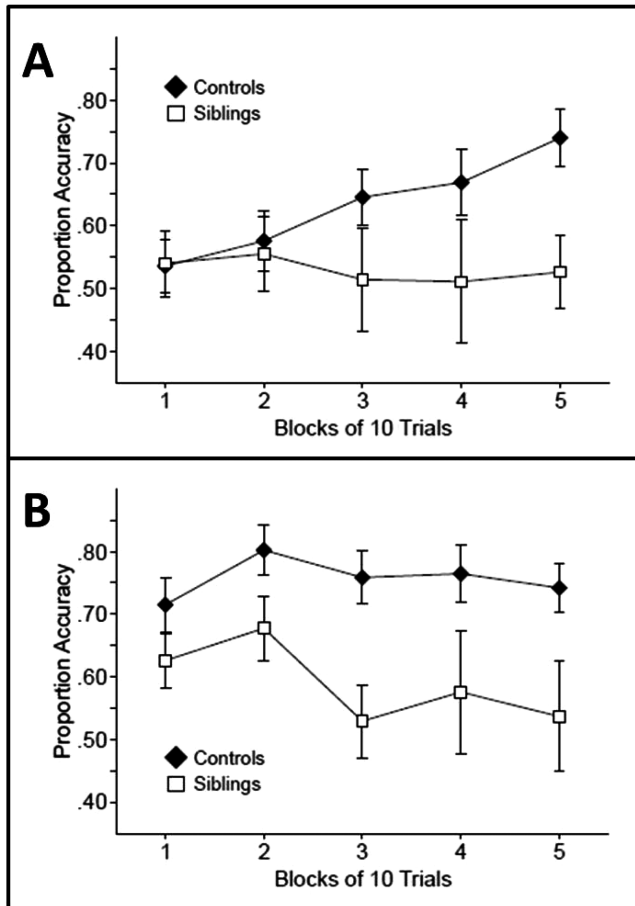 A
Controls
Siblings
Proportion Accuracy
.80
.70
.60
.50
.40
1 2 3 4 5
Blocks of 10 Trials
B
Proportion Accuracy
.80
.70
.60
.50
.40
Controls
Siblings
1 2 3 4 5
Blocks of 10 Trials